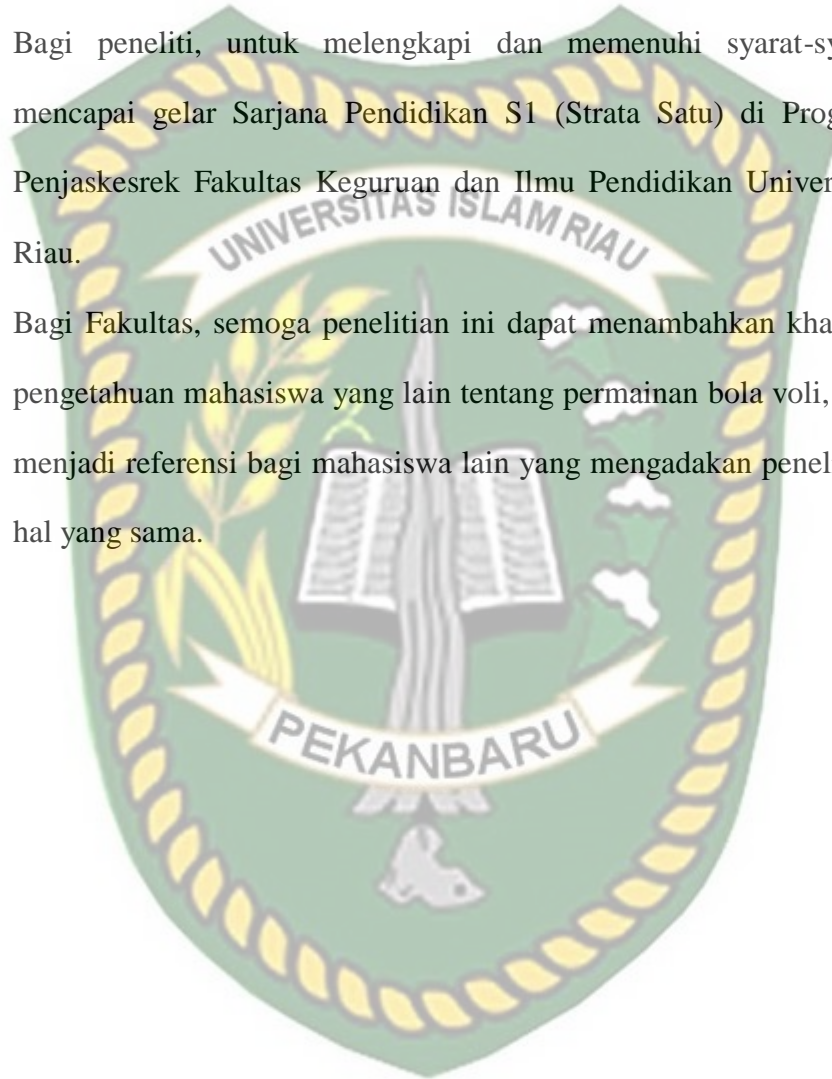 Bagi peneliti, untuk melengkapi dan memenuhi syarat-sy
mencapai gelar Sarjana Pendidikan S1 (Strata Satu) di Prog
Penjaskesrek Fakultas Keguruan dan Ilmu Pendidikan Univer
Riau.
Bagi Fakultas, semoga penelitian ini dapat menambahkan kha
pengetahuan mahasiswa yang lain tentang permainan bola voli,
menjadi referensi bagi mahasiswa lain yang mengadakan penel
hal yang sama.
UNIVERSITAS ISLAM RIAU
PEKANBARU